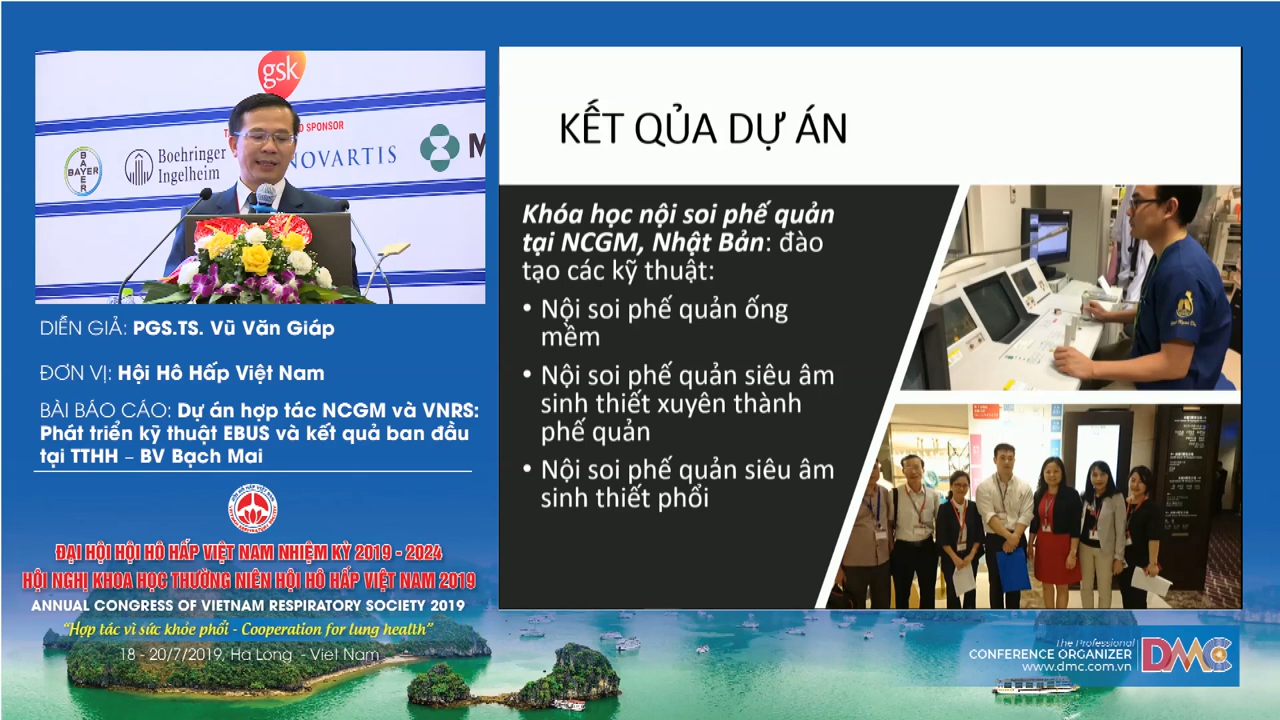 gsk
SPONSOR
BAYER
BAYER
Boehringer
Ingelheim
NOVARTIS
DIỄN GIẢ: PGS.TS. Vũ Văn Giáp
ĐƠN VỊ: Hội Hô Hấp Việt Nam
BÀI BÁO CÁO: Dự án hợp tác NCGM và VNRS:
Phát triển kỹ thuật EBUS và kết quả ban đầu
tại TTHH – BV Bạch Mai
ĐẠI HỘI HỘI HÔ HẤP VIỆT NAM NHIỆM KỲ 2019 - 2024
HỘI NGHỊ KHOA HỌC THƯỜNG NIÊN HỘI HÔ HẤP VIỆT NAM 2019
ANNUAL CONGRESS OF VIETNAM RESPIRATORY SOCIETY 2019
“Hợp tác vì sức khỏe phổi - Cooperation for lung health”
18 - 20/7/2019, Ha Long - Viet Nam
KẾT QỦA DỰ ÁN
Khóa học nội soi phế quản
tại NCGM, Nhật Bản: đào
tạo các kỹ thuật:
• Nội soi phế quản ống
mềm
• Nội soi phế quản siêu âm
sinh thiết xuyên thành
phế quản
• Nội soi phế quản siêu âm
sinh thiết phổi
The Professional
CONFERENCE ORGANIZER
www.dmc.com.vn
DMC